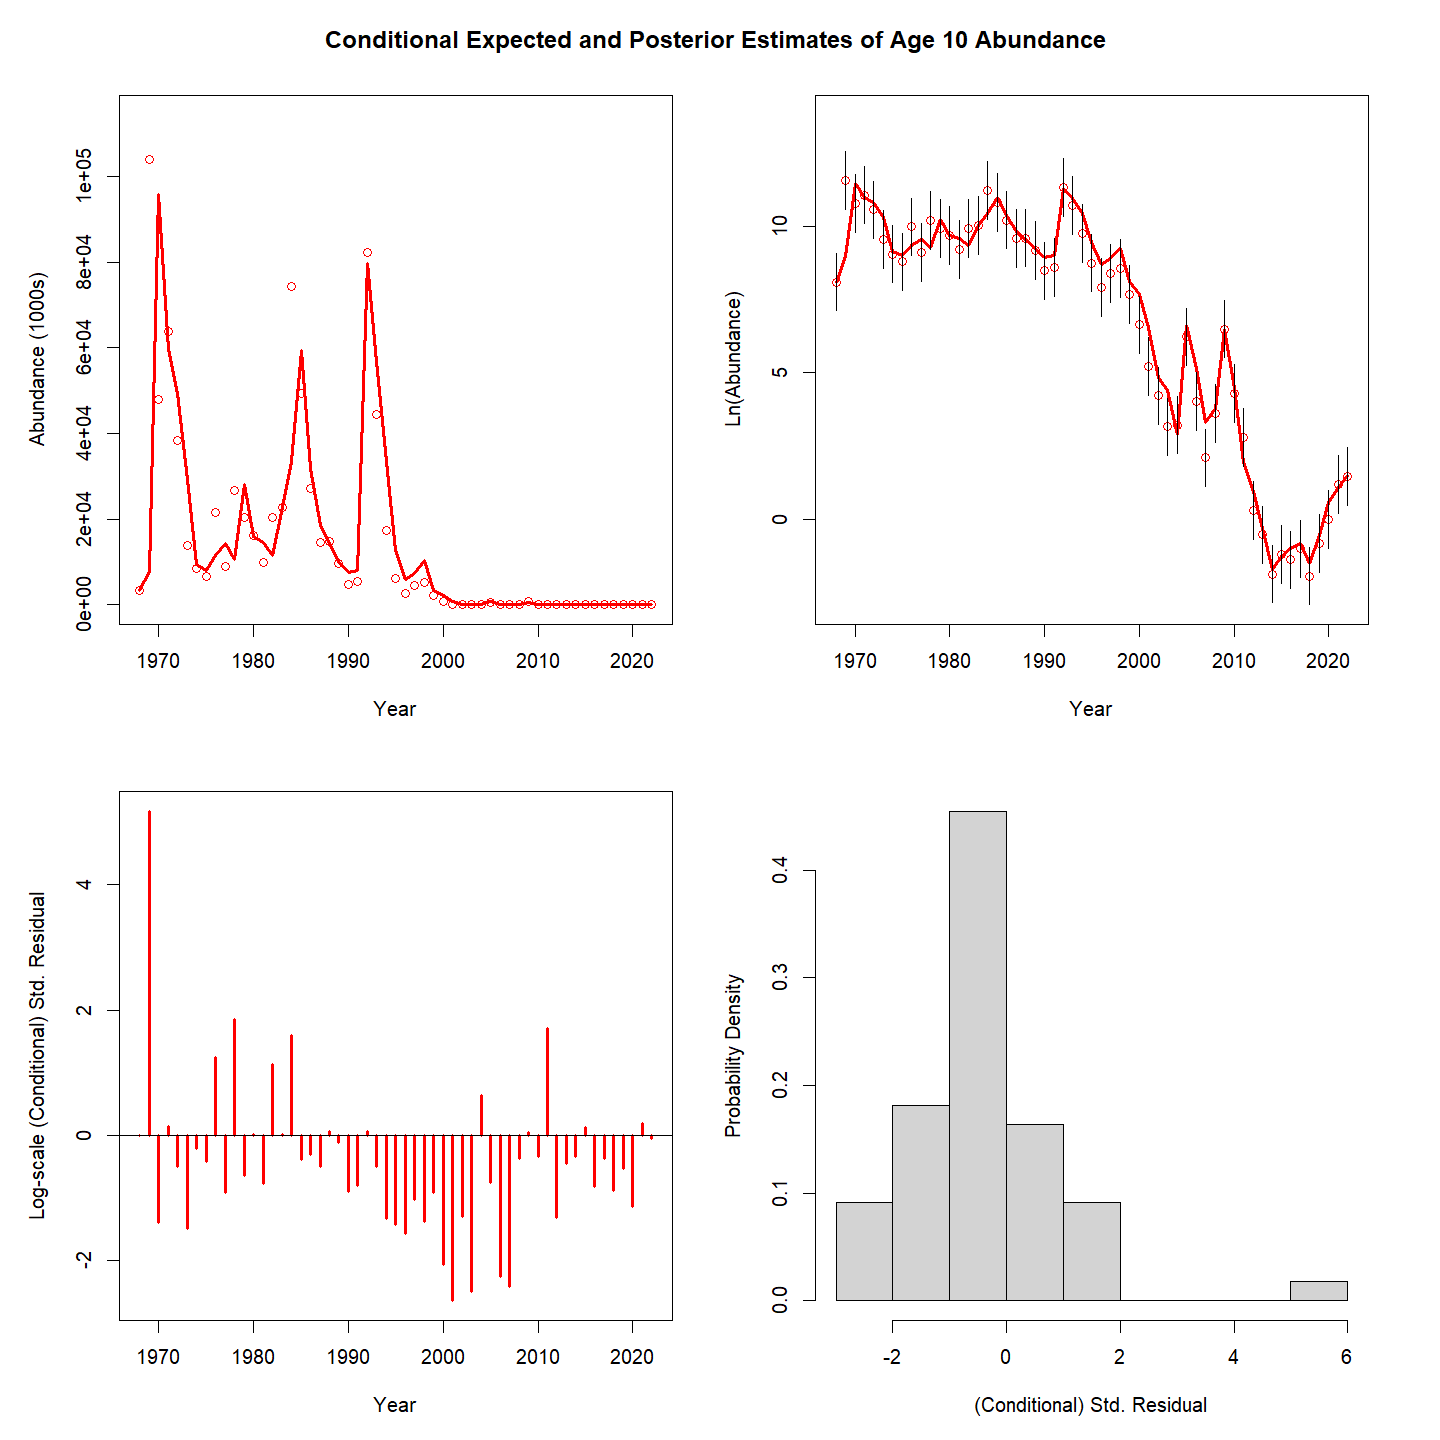 Conditional Expected and Posterior Estimates of Age 10 Abundance
Abundance (1000s)
0e+00 2e+04 4e+04 6e+04 8e+04 1e+05
1970 1980 1990 2000 2010 2020
Year
Ln(Abundance)
0 5 10
1970 1980 1990 2000 2010 2020
Year
Log-scale (Conditional) Std. Residual
-2 0 2 4
1970 1980 1990 2000 2010 2020
Year
Probability Density
0.0 0.1 0.2 0.3 0.4
-2 0 2 4 6
(Conditional) Std. Residual